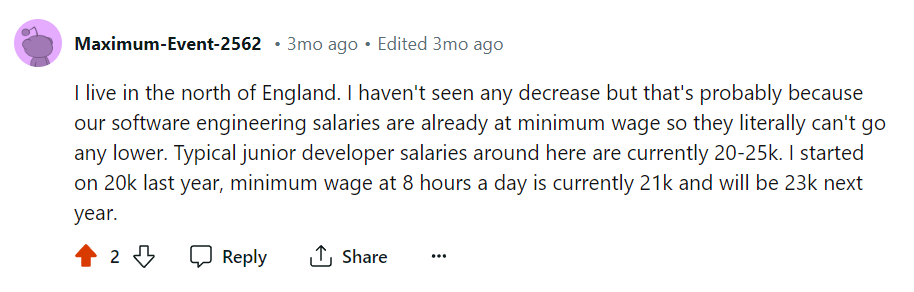 Maximum-Event-2562 • 3mo ago • Edited 3mo ago
I live in the north of England. I haven't seen any decrease but that's probably because
our software engineering salaries are already at minimum wage so they literally can't go
any lower. Typical junior developer salaries around here are currently 20-25k. I started
on 20k last year, minimum wage at 8 hours a day is currently 21k and will be 23k next
year.
2 Reply Share ...